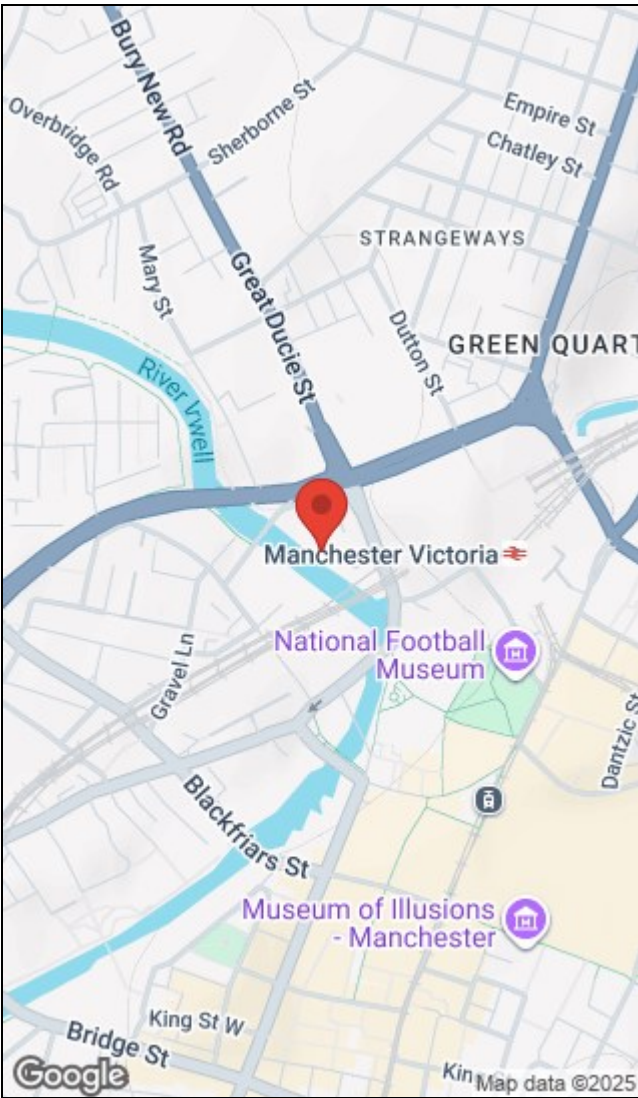 Bury New Rd
Overbridge Rd
Sherborne St
Empire St
Chatley St
STRANGEWAYS
Mary St
Great Ducie St
Dutton St
GREEN QUART
River Irwell
Manchester Victoria
National Football
Museum
Gravel Ln
Dantzic St
Blackfriars St
Museum of Illusions
- Manchester
King St W
Bridge St
Google
Map data ©2025